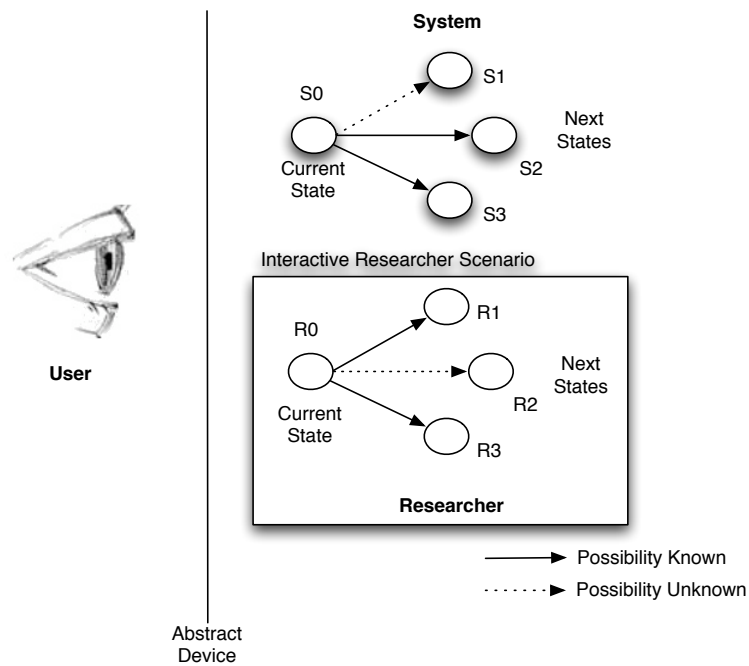 System
S1
S0
Next
States
S2
Current
State
S3
Interactive Researcher Scenario
R1
R0
Next
States
User
R2
Current
State
R3
Researcher
Possibility Known
Possibility Unknown
Abstract
Device